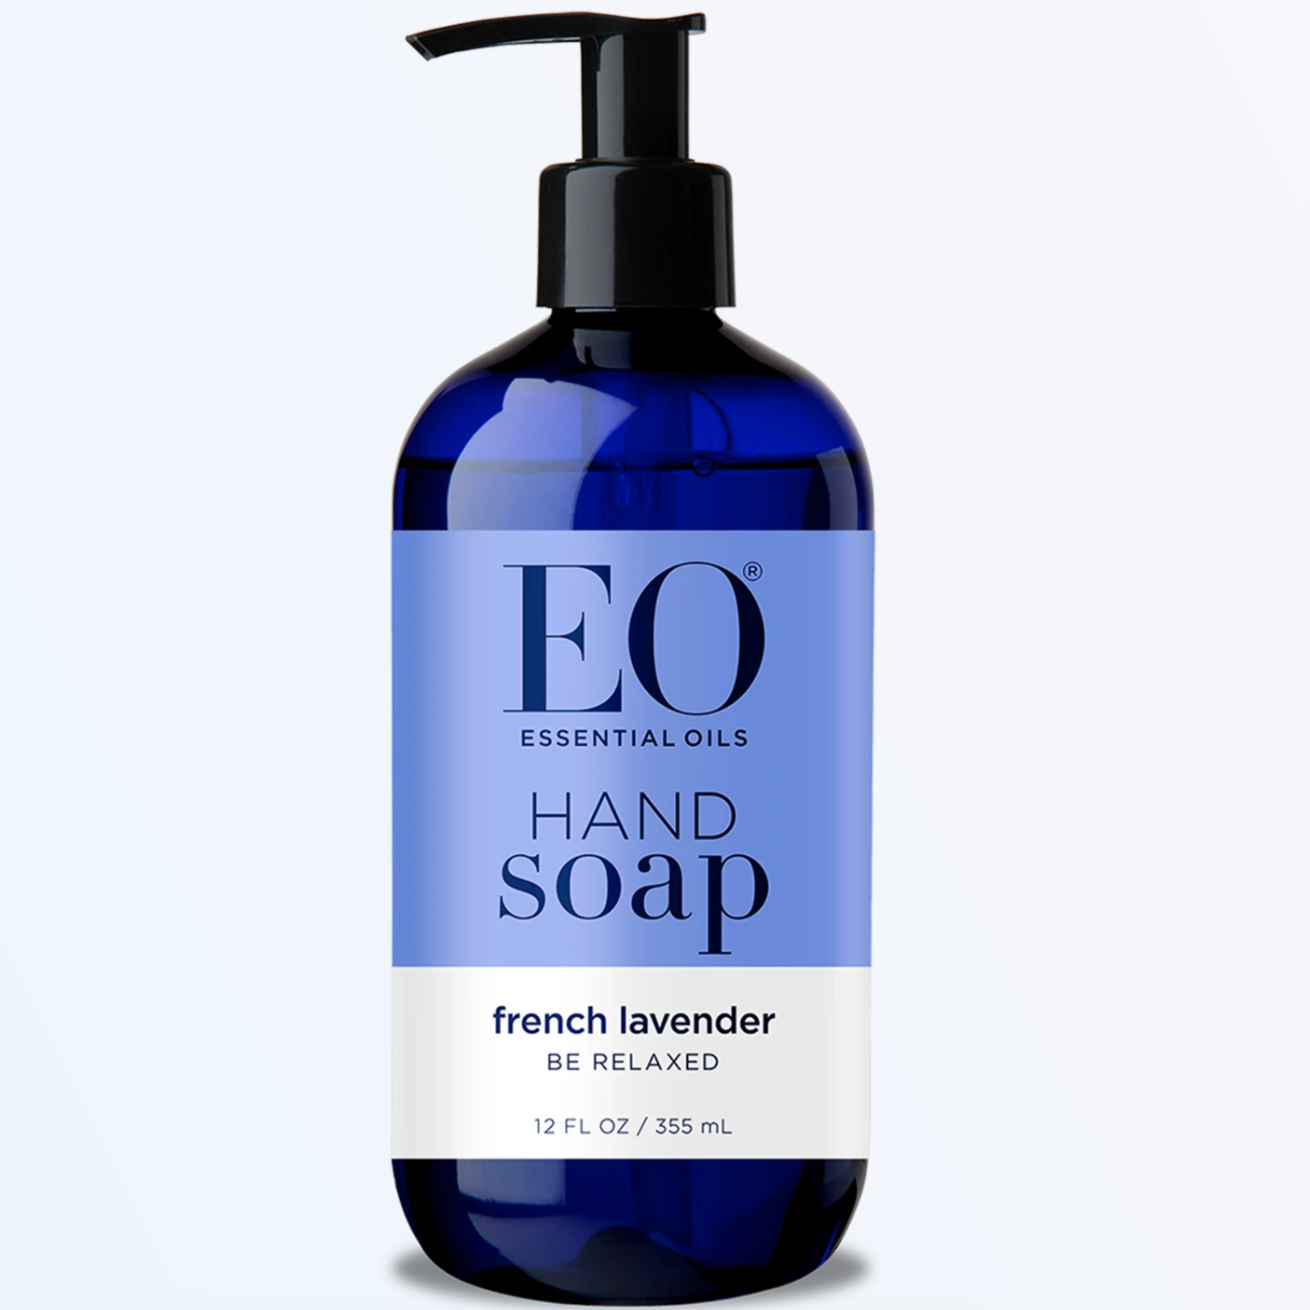 EO®
ESSENTIAL OILS
HAND
soap
french lavender
BE RELAXED
12 FL OZ / 355 mL